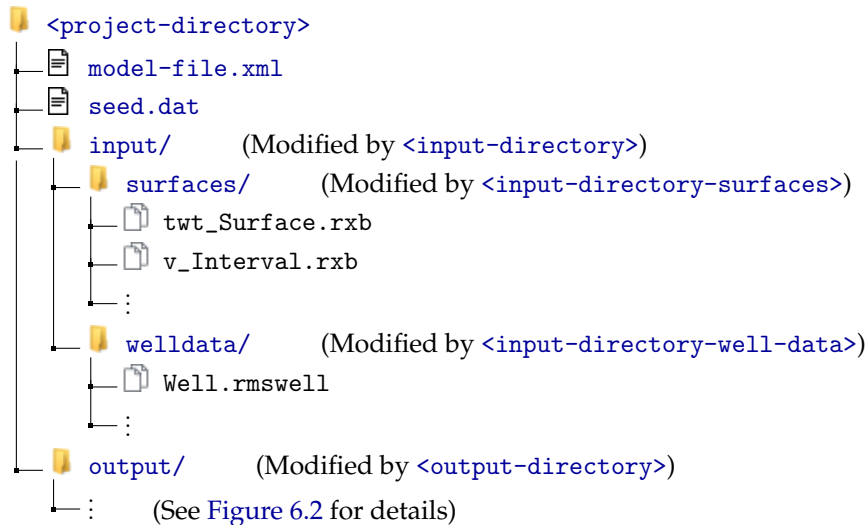 <project-directory>
model-file.xml
seed.dat
input/ (Modified by <input-directory>)
surfaces/ (Modified by <input-directory-surfaces>)
twt_Surface.rxb
v_Interval.rxb
⋮
welldata/ (Modified by <input-directory-well-data>)
Well.rmswell
⋮
output/ (Modified by <output-directory>)
⋮ (See Figure 6.2 for details)